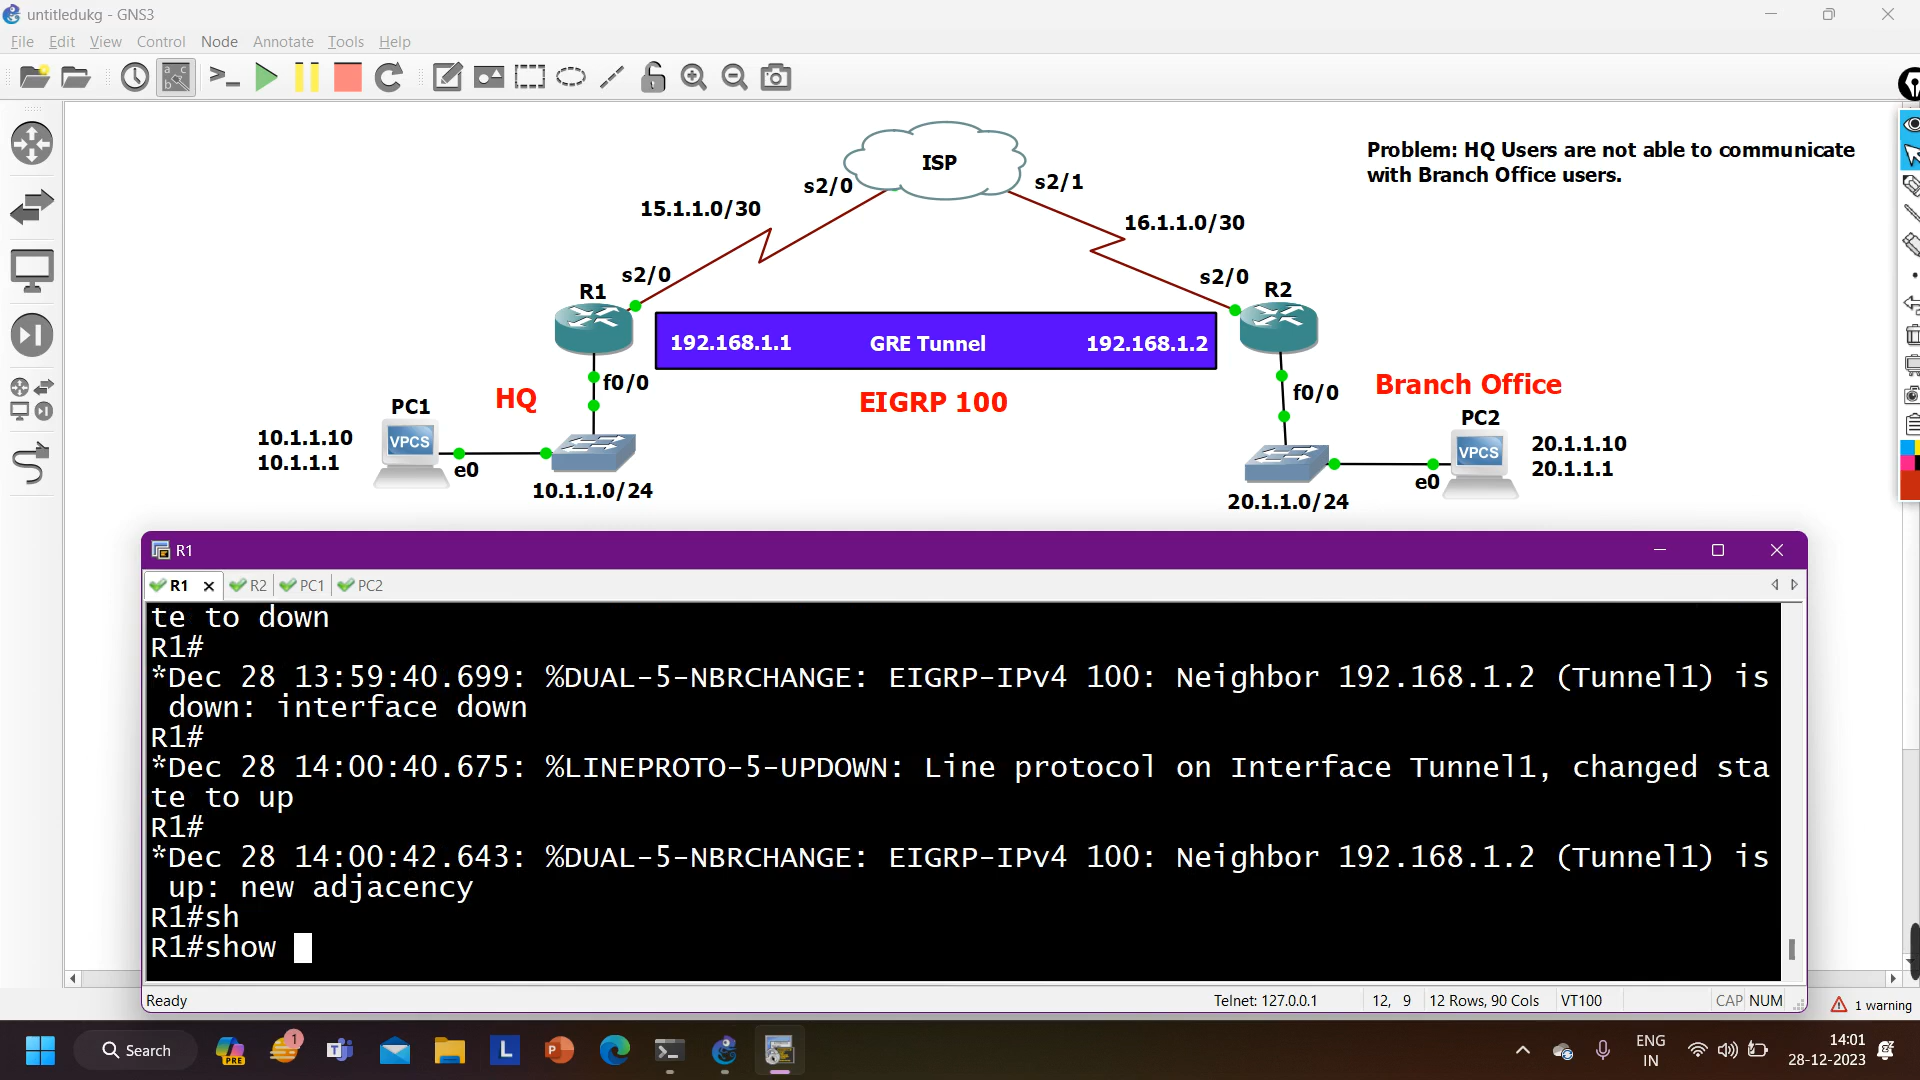 untitledukg - GNS3
File Edit View Control Node Annotate Tools Help
ISP
Problem: HQ Users are not able to communicate
with Branch Office users.
s2/0
s2/1
15.1.1.0/30
16.1.1.0/30
s2/0
s2/0
R1
R2
192.168.1.1 GRE Tunnel 192.168.1.2
f0/0
f0/0
HQ
EIGRP 100
Branch Office
PC1
PC2
10.1.1.10
10.1.1.1
VPCS
VPCS
20.1.1.10
20.1.1.1
e0
e0
10.1.1.0/24
20.1.1.0/24
R1
R1 R2 PC1 PC2
te to down
R1#
*Dec 28 13:59:40.699: %DUAL-5-NBRCHANGE: EIGRP-IPv4 100: Neighbor 192.168.1.2 (Tunnel1) is
down: interface down
R1#
*Dec 28 14:00:40.675: %LINEPROTO-5-UPDOWN: Line protocol on Interface Tunnel1, changed sta
te to up
R1#
*Dec 28 14:00:42.643: %DUAL-5-NBRCHANGE: EIGRP-IPv4 100: Neighbor 192.168.1.2 (Tunnel1) is
up: new adjacency
R1#sh
R1#show
Ready Telnet: 127.0.0.1 12, 9 12 Rows, 90 Cols VT100 CAP NUM
1 warning
Search
PRE
1
L
ENG
IN
14:01
28-12-2023